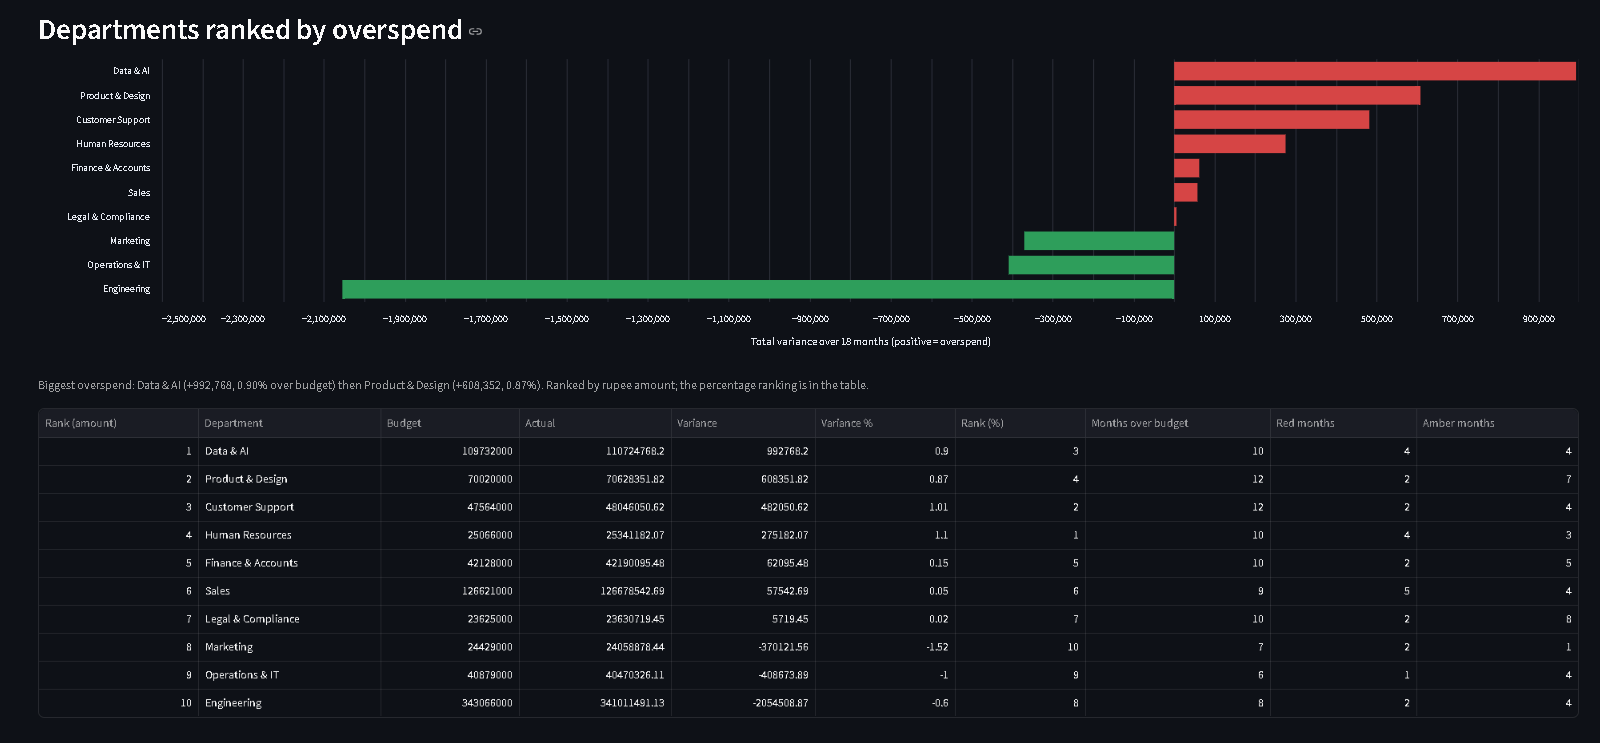 Departments ranked by overspend
Data & AI
Product & Design
Customer Support
Human Resources
Finance & Accounts
Sales
Legal & Compliance
Marketing
Operations & IT
Engineering
−2,500,000 −2,300,000 −2,100,000 −1,900,000 −1,700,000 −1,500,000 −1,300,000 −1,100,000 −900,000 −700,000 −500,000 −300,000 −100,000 100,000 300,000 500,000 700,000 900,000
Total variance over 18 months (positive = overspend)
Biggest overspend: Data & AI (+992,768, 0.90% over budget) then Product & Design (+608,352, 0.87%). Ranked by rupee amount; the percentage ranking is in the table.
Rank (amount) Department Budget Actual Variance Variance % Rank (%) Months over budget Red months Amber months
1 Data & AI 109732000 110724768.2 992768.2 0.9 3 10 4 4
2 Product & Design 70020000 70628351.82 608351.82 0.87 4 12 2 7
3 Customer Support 47564000 48046050.62 482050.62 1.01 2 12 2 4
4 Human Resources 25066000 25341182.07 275182.07 1.1 1 10 4 3
5 Finance & Accounts 42128000 42190095.48 62095.48 0.15 5 10 2 5
6 Sales 126621000 126678542.69 57542.69 0.05 6 9 5 4
7 Legal & Compliance 23625000 23630719.45 5719.45 0.02 7 10 2 8
8 Marketing 24429000 24058878.44 -370121.56 -1.52 10 7 2 1
9 Operations & IT 40879000 40470326.11 -408673.89 -1 9 6 1 4
10 Engineering 343066000 341011491.13 -2054508.87 -0.6 8 8 2 4